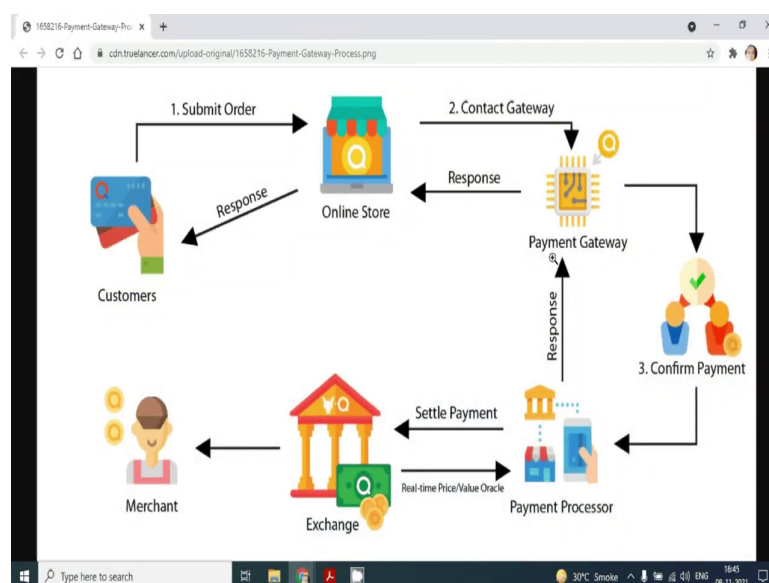 1658216-Payment-Gateway-Proc
cdn.truelancer.com/upload-original/1658216-Payment-Gateway-Process.png
1. Submit Order
2. Contact Gateway
Response
Response
Online Store
Payment Gateway
Customers
Response
3. Confirm Payment
Settle Payment
Real-time Price/Value Oracle
Merchant
Exchange
Payment Processor
Type here to search
30°C Smoke
ENG
16:45